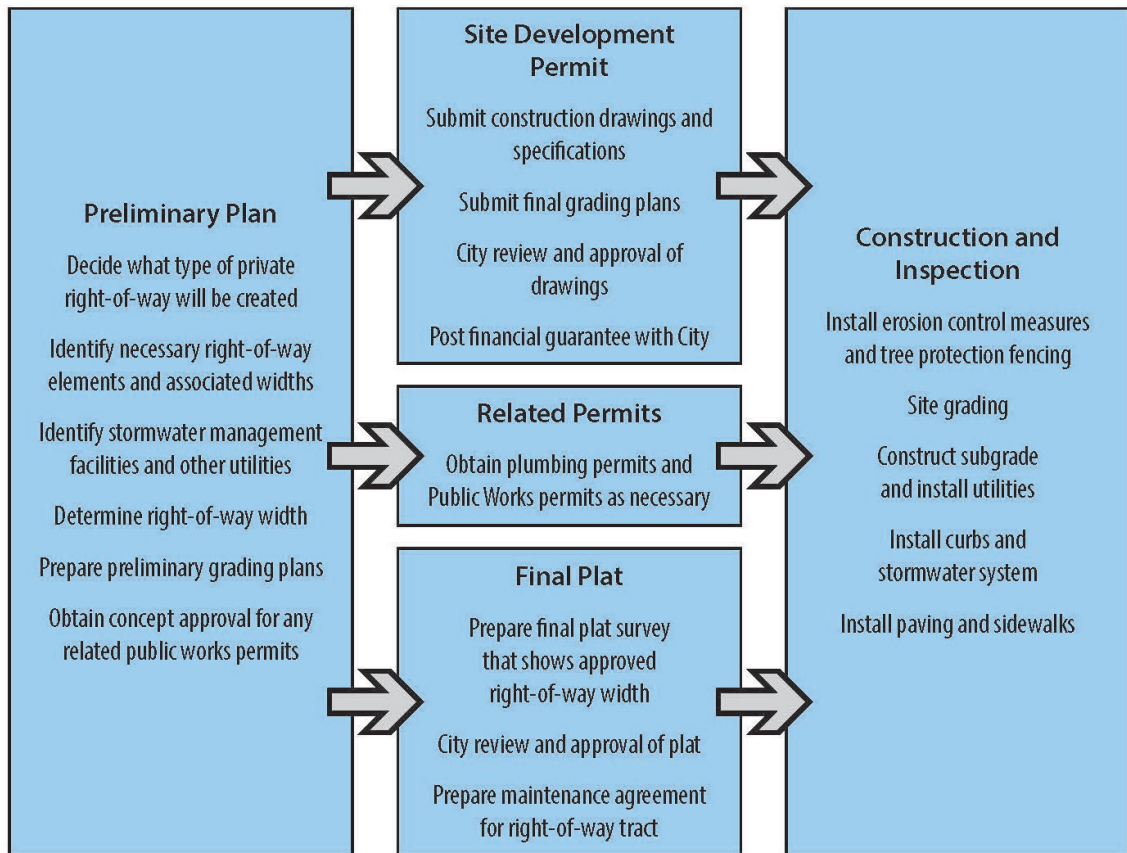 Preliminary Plan
Decide what type of private
right-of-way will be created
Identify necessary right-of-way
elements and associated widths
Identify stormwater management
facilities and other utilities
Determine right-of-way width
Prepare preliminary grading plans
Obtain concept approval for any
related public works permits
Site Development
Permit
Submit construction drawings and
specifications
Submit final grading plans
City review and approval of
drawings
Post financial guarantee with City
Related Permits
Obtain plumbing permits and
Public Works permits as necessary
Final Plat
Prepare final plat survey
that shows approved
right-of-way width
City review and approval of plat
Prepare maintenance agreement
for right-of-way tract
Construction and
Inspection
Install erosion control measures
and tree protection fencing
Site grading
Construct subgrade
and install utilities
Install curbs and
stormwater system
Install paving and sidewalks